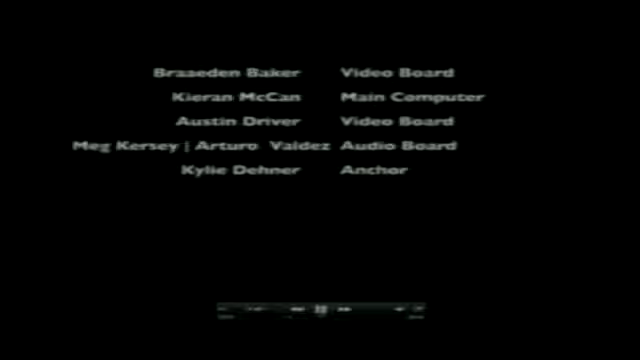 Braaeden Baker Video Board
Kieran McCan Main Computer
Austin Driver Video Board
Meg Kersey | Arturo Valdez Audio Board
Kylie Dehner Anchor